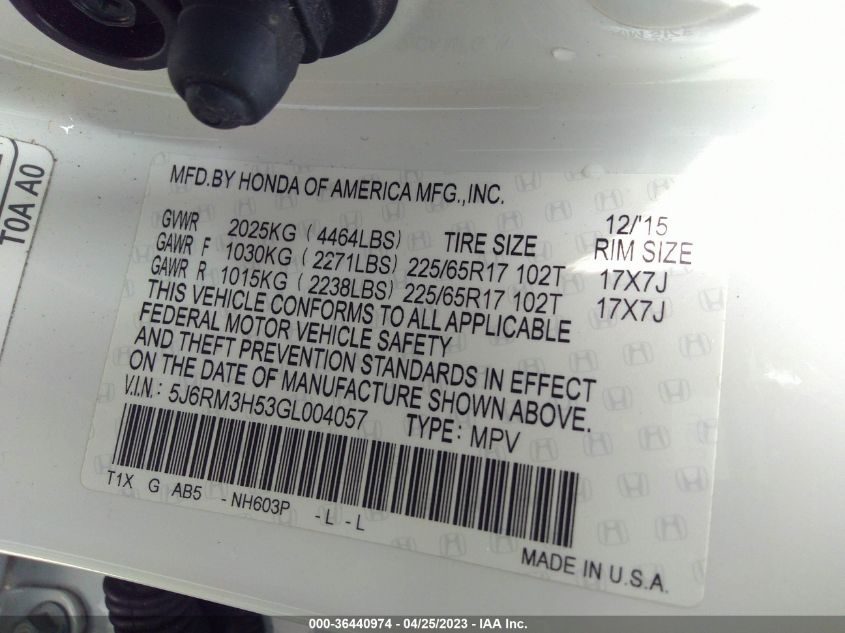 T0A A0
MFD.BY HONDA OF AMERICA MFG.,INC.
12/'15
GVWR 2025KG (4464LBS) TIRE SIZE RIM SIZE
GAWR F 1030KG (2271LBS) 225/65R17 102T 17X7J
GAWR R 1015KG (2238LBS) 225/65R17 102T 17X7J
THIS VEHICLE CONFORMS TO ALL APPLICABLE
FEDERAL MOTOR VEHICLE SAFETY
AND THEFT PREVENTION STANDARDS IN EFFECT
ON THE DATE OF MANUFACTURE SHOWN ABOVE.
V.I.N: 5J6RM3H53GL004057 TYPE: MPV
T1X G AB5 -NH603P -L -L
MADE IN U.S.A.
000-36440974 - 04/25/2023 - IAA Inc.